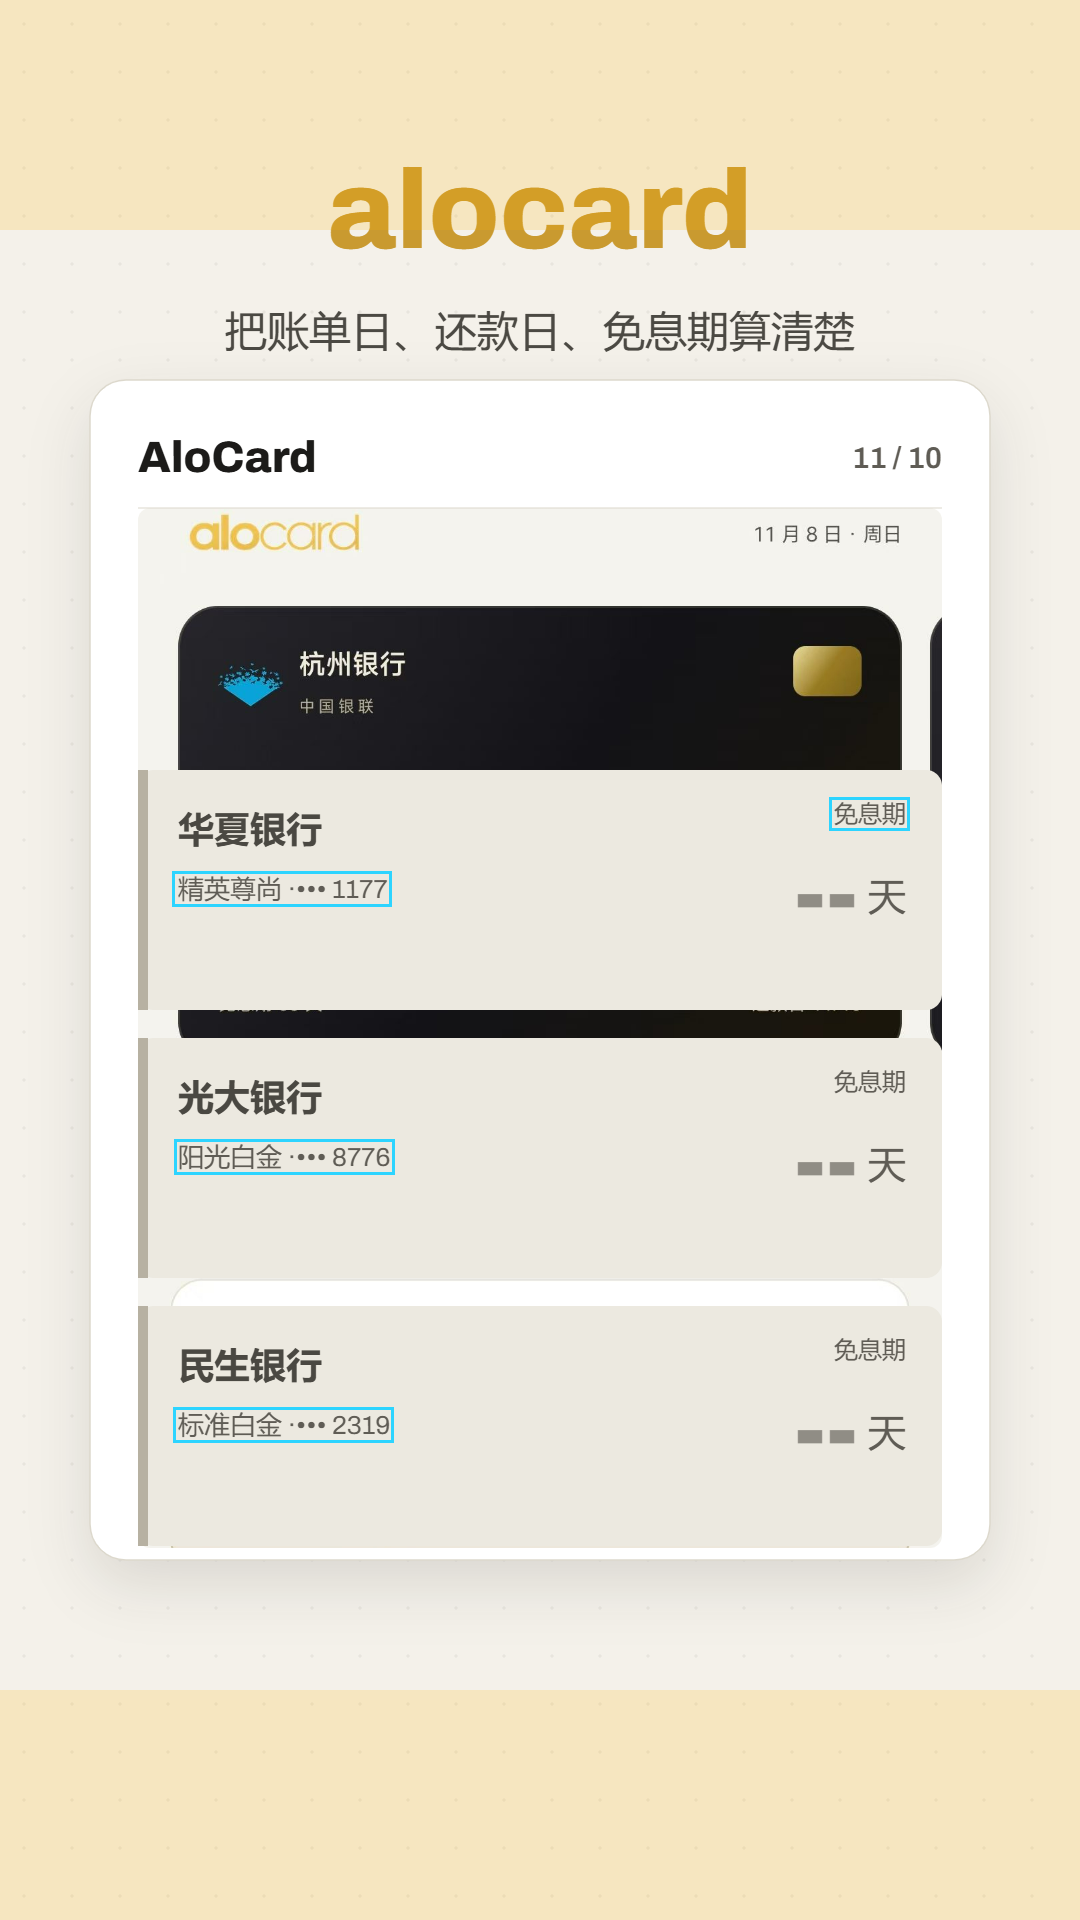 alocard
把账单日、还款日、免息期算清楚
AloCard
11 / 10
alocard
11 月 8 日 · 周日
杭州银行
中国银联
华夏银行
免息期
精英尊尚 ·••• 1177
-- 天
光大银行
免息期
阳光白金 ·••• 8776
-- 天
民生银行
免息期
标准白金 ·••• 2319
-- 天